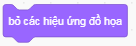 bỏ các hiệu ứng đồ họa